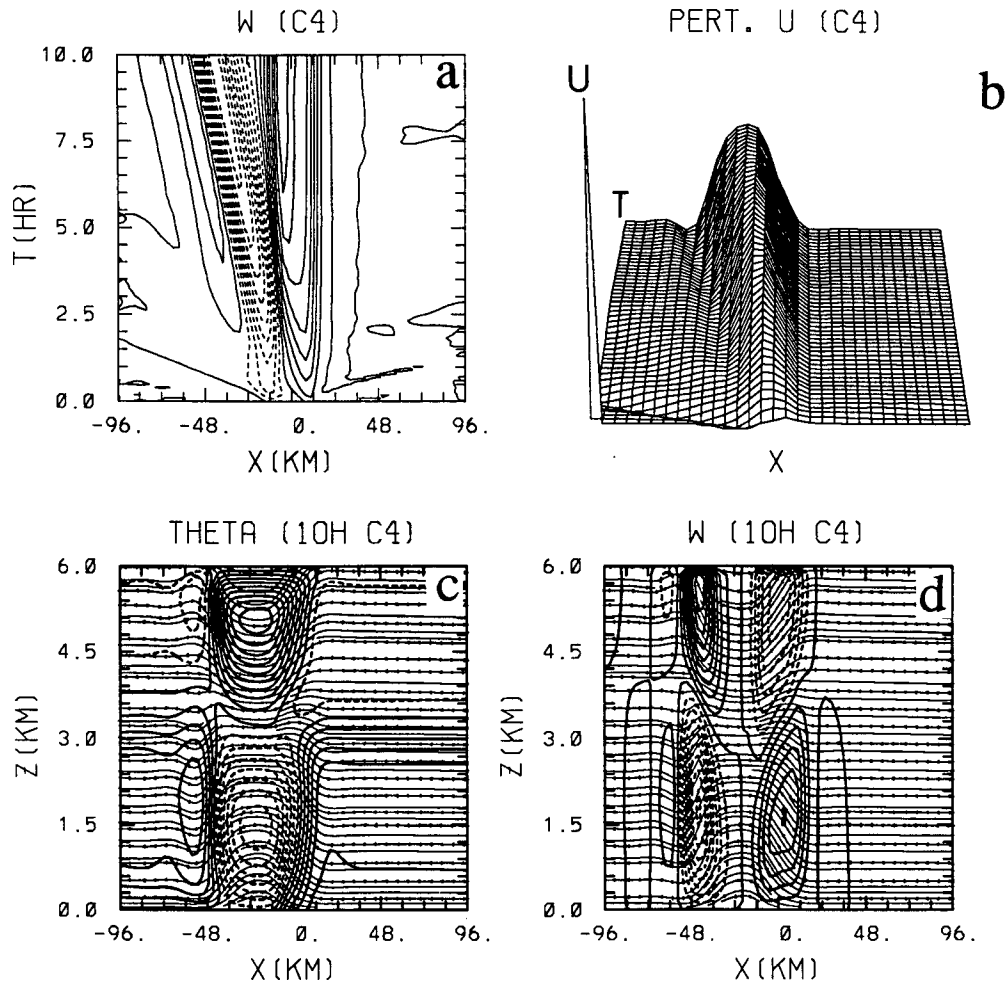 W (C4)
10.0
7.5
5.0
2.5
0.0
T(HR)
-96.
-48.
0.
48.
96.
X(KM)
a
PERT. U (C4)
U
T
X
b
THETA (10H C4)
6.0
4.5
3.0
1.5
0.0
Z(KM)
-96.
-48.
0.
48.
96.
X(KM)
c
W (10H C4)
6.0
4.5
3.0
1.5
0.0
Z(KM)
-96.
-48.
0.
48.
96.
X(KM)
d